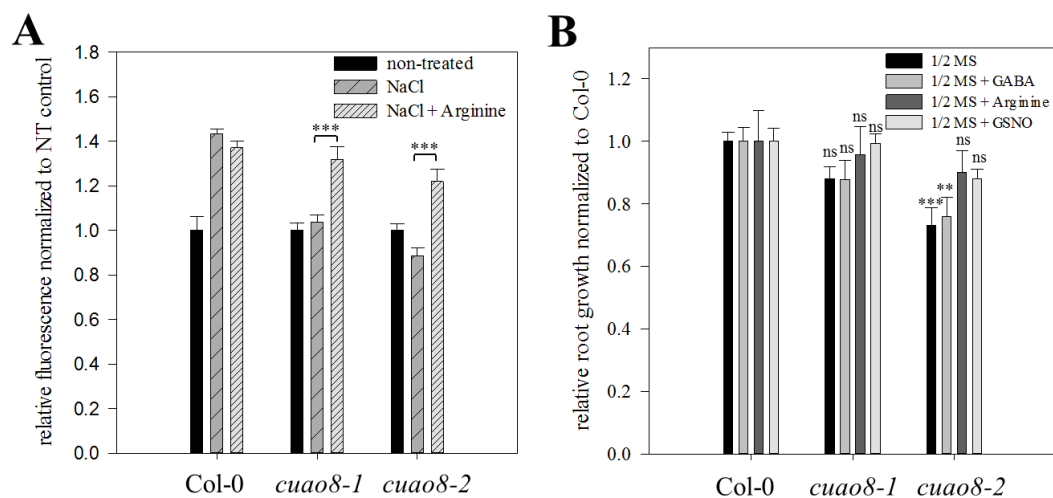 A
relative fluorescence normalized to NT control
1.8
1.6
1.4
1.2
1.0
0.8
0.6
0.4
0.2
0.0
non-treated
NaCl
NaCl + Arginine
***
***
Col-0 cuao8-1 cuao8-2
B
relative root growth normalized to Col-0
1.2
1.0
0.8
0.6
0.4
0.2
0.0
1/2 MS
1/2 MS + GABA
1/2 MS + Arginine
1/2 MS + GSNO
ns ns ns ns
*** ** ns ns
Col-0 cuao8-1 cuao8-2